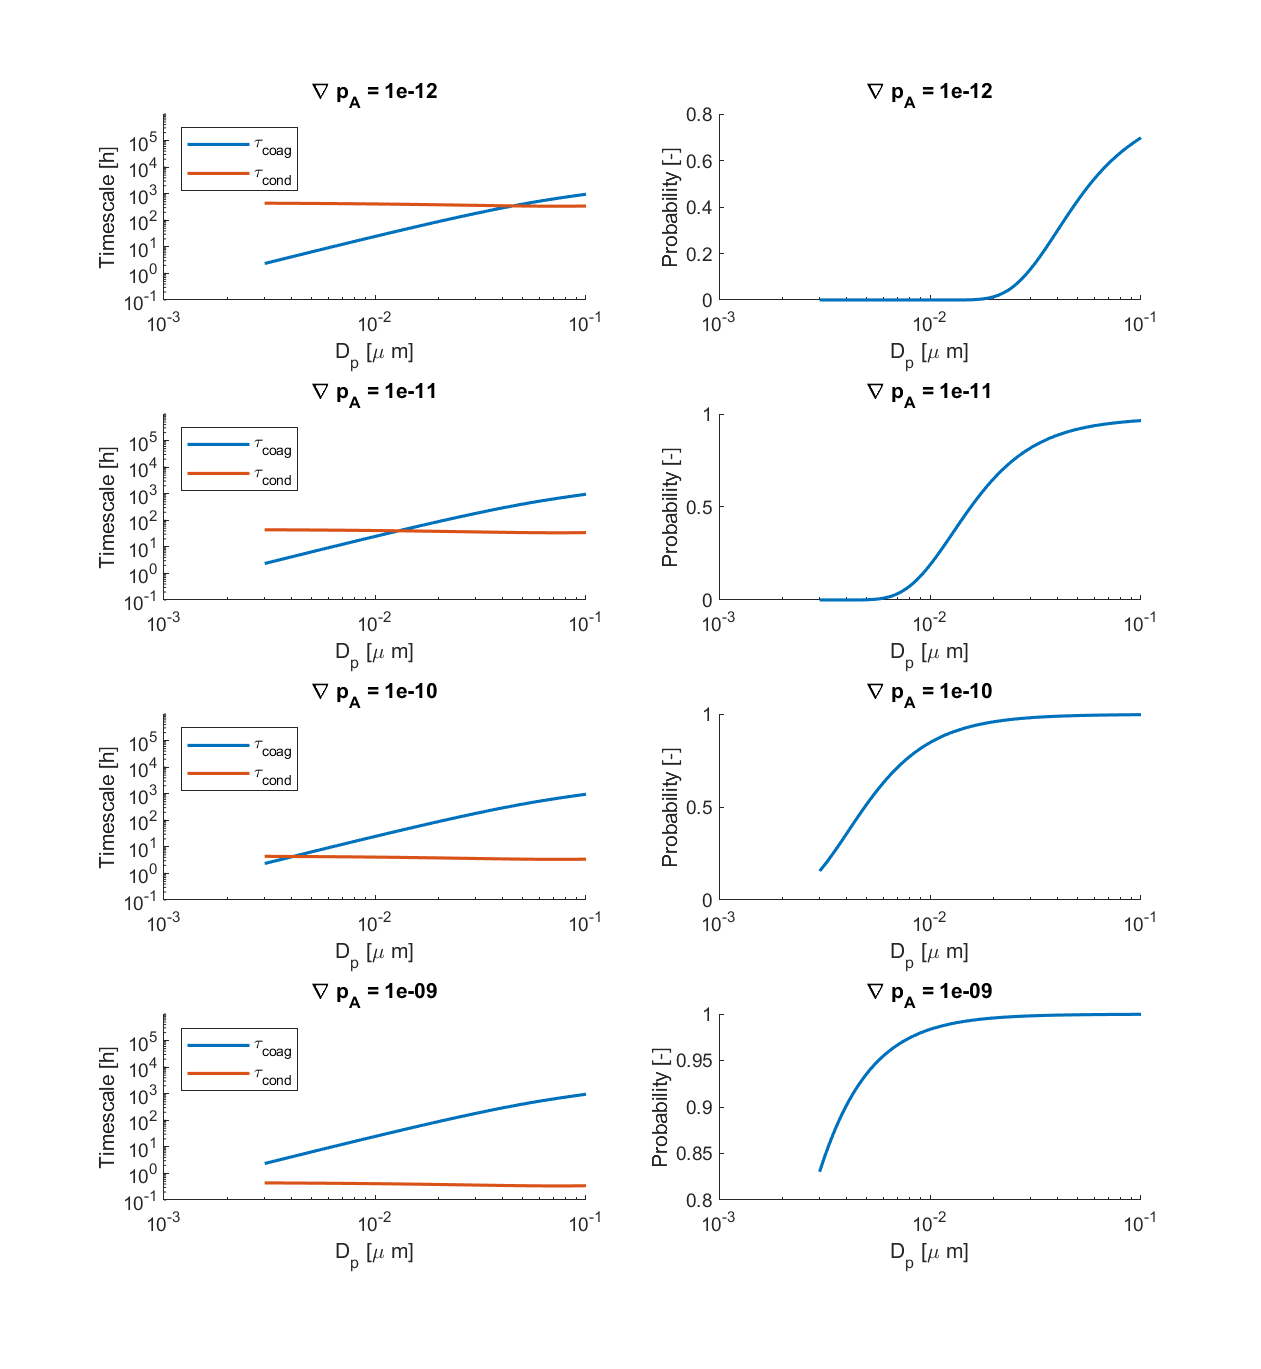 ∇ p_A = 1e-12
τ_coag
τ_cond
Timescale [h]
10^5
10^4
10^3
10^2
10^1
10^0
10^-1
10^-3 10^-2 10^-1
D_p [μ m]
∇ p_A = 1e-12
Probability [-]
0.8
0.6
0.4
0.2
0
10^-3 10^-2 10^-1
D_p [μ m]
∇ p_A = 1e-11
τ_coag
τ_cond
Timescale [h]
10^5
10^4
10^3
10^2
10^1
10^0
10^-1
10^-3 10^-2 10^-1
D_p [μ m]
∇ p_A = 1e-11
Probability [-]
1
0.5
0
10^-3 10^-2 10^-1
D_p [μ m]
∇ p_A = 1e-10
τ_coag
τ_cond
Timescale [h]
10^5
10^4
10^3
10^2
10^1
10^0
10^-1
10^-3 10^-2 10^-1
D_p [μ m]
∇ p_A = 1e-10
Probability [-]
1
0.5
0
10^-3 10^-2 10^-1
D_p [μ m]
∇ p_A = 1e-09
τ_coag
τ_cond
Timescale [h]
10^5
10^4
10^3
10^2
10^1
10^0
10^-1
10^-3 10^-2 10^-1
D_p [μ m]
∇ p_A = 1e-09
Probability [-]
1
0.95
0.9
0.85
0.8
10^-3 10^-2 10^-1
D_p [μ m]